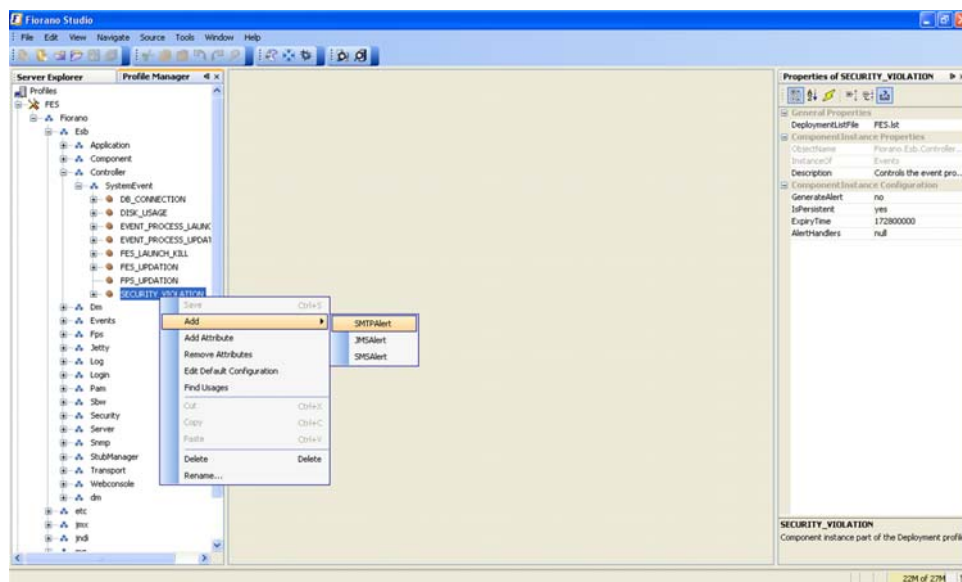 Fiorano Studio
File Edit View Navigate Source Tools Window Help
Server Explorer
Profile Manager
Profiles
FES
Fiorano
Esb
Application
Component
Controller
SystemEvent
DB_CONNECTION
DISK_USAGE
EVENT_PROCESS_LAUNC
EVENT_PROCESS_UPDAT
FES_LAUNCH_KILL
FES_UPDATION
FPS_UPDATION
SECURITY_VIOLATION
Dm
Events
Fps
Jetty
Log
Login
Pam
Sbw
Security
Server
Snmp
StubManager
Transport
Webconsole
dm
etc
jmx
jndi
Save Ctrl+S
Add
Add Attribute
Remove Attributes
Edit Default Configuration
Find Usages
Cut Ctrl+X
Copy Ctrl+C
Paste Ctrl+V
Delete Delete
Rename...
SMTPAlert
JMSAlert
SMSAlert
Properties of SECURITY_VIOLATION
General Properties
DeploymentListFile FES.lst
ComponentInstance Properties
ObjectName Fiorano.Esb.Controller...
InstanceOf Events
Description Controls the event pro...
ComponentInstance Configuration
GenerateAlert no
IsPersistent yes
ExpiryTime 172800000
AlertHandlers null
SECURITY_VIOLATION
Component instance part of the Deployment profil
22M of 27M